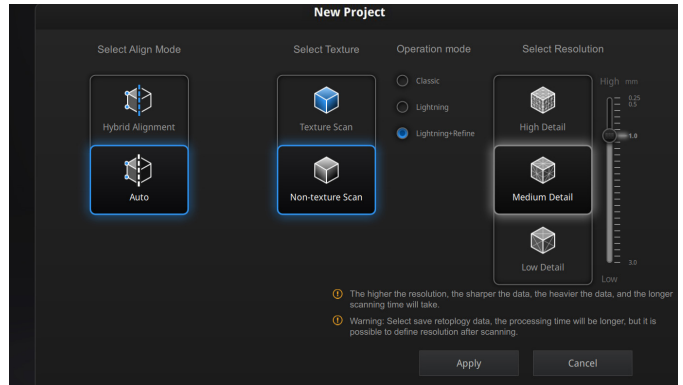 New Project
Select Align Mode
Select Texture
Operation mode
Select Resolution
Hybrid Alignment
Auto
Texture Scan
Non-texture Scan
Classic
Lightning
Lightning+Refine
High Detail
Medium Detail
Low Detail
High mm
0.25
0.5
1.0
3.0
Low
The higher the resolution, the sharper the data, the heavier the data, and the longer
scanning time will take.
Warning: Select save retoplogy data, the processing time will be longer, but it is
possible to define resolution after scanning.
Apply
Cancel